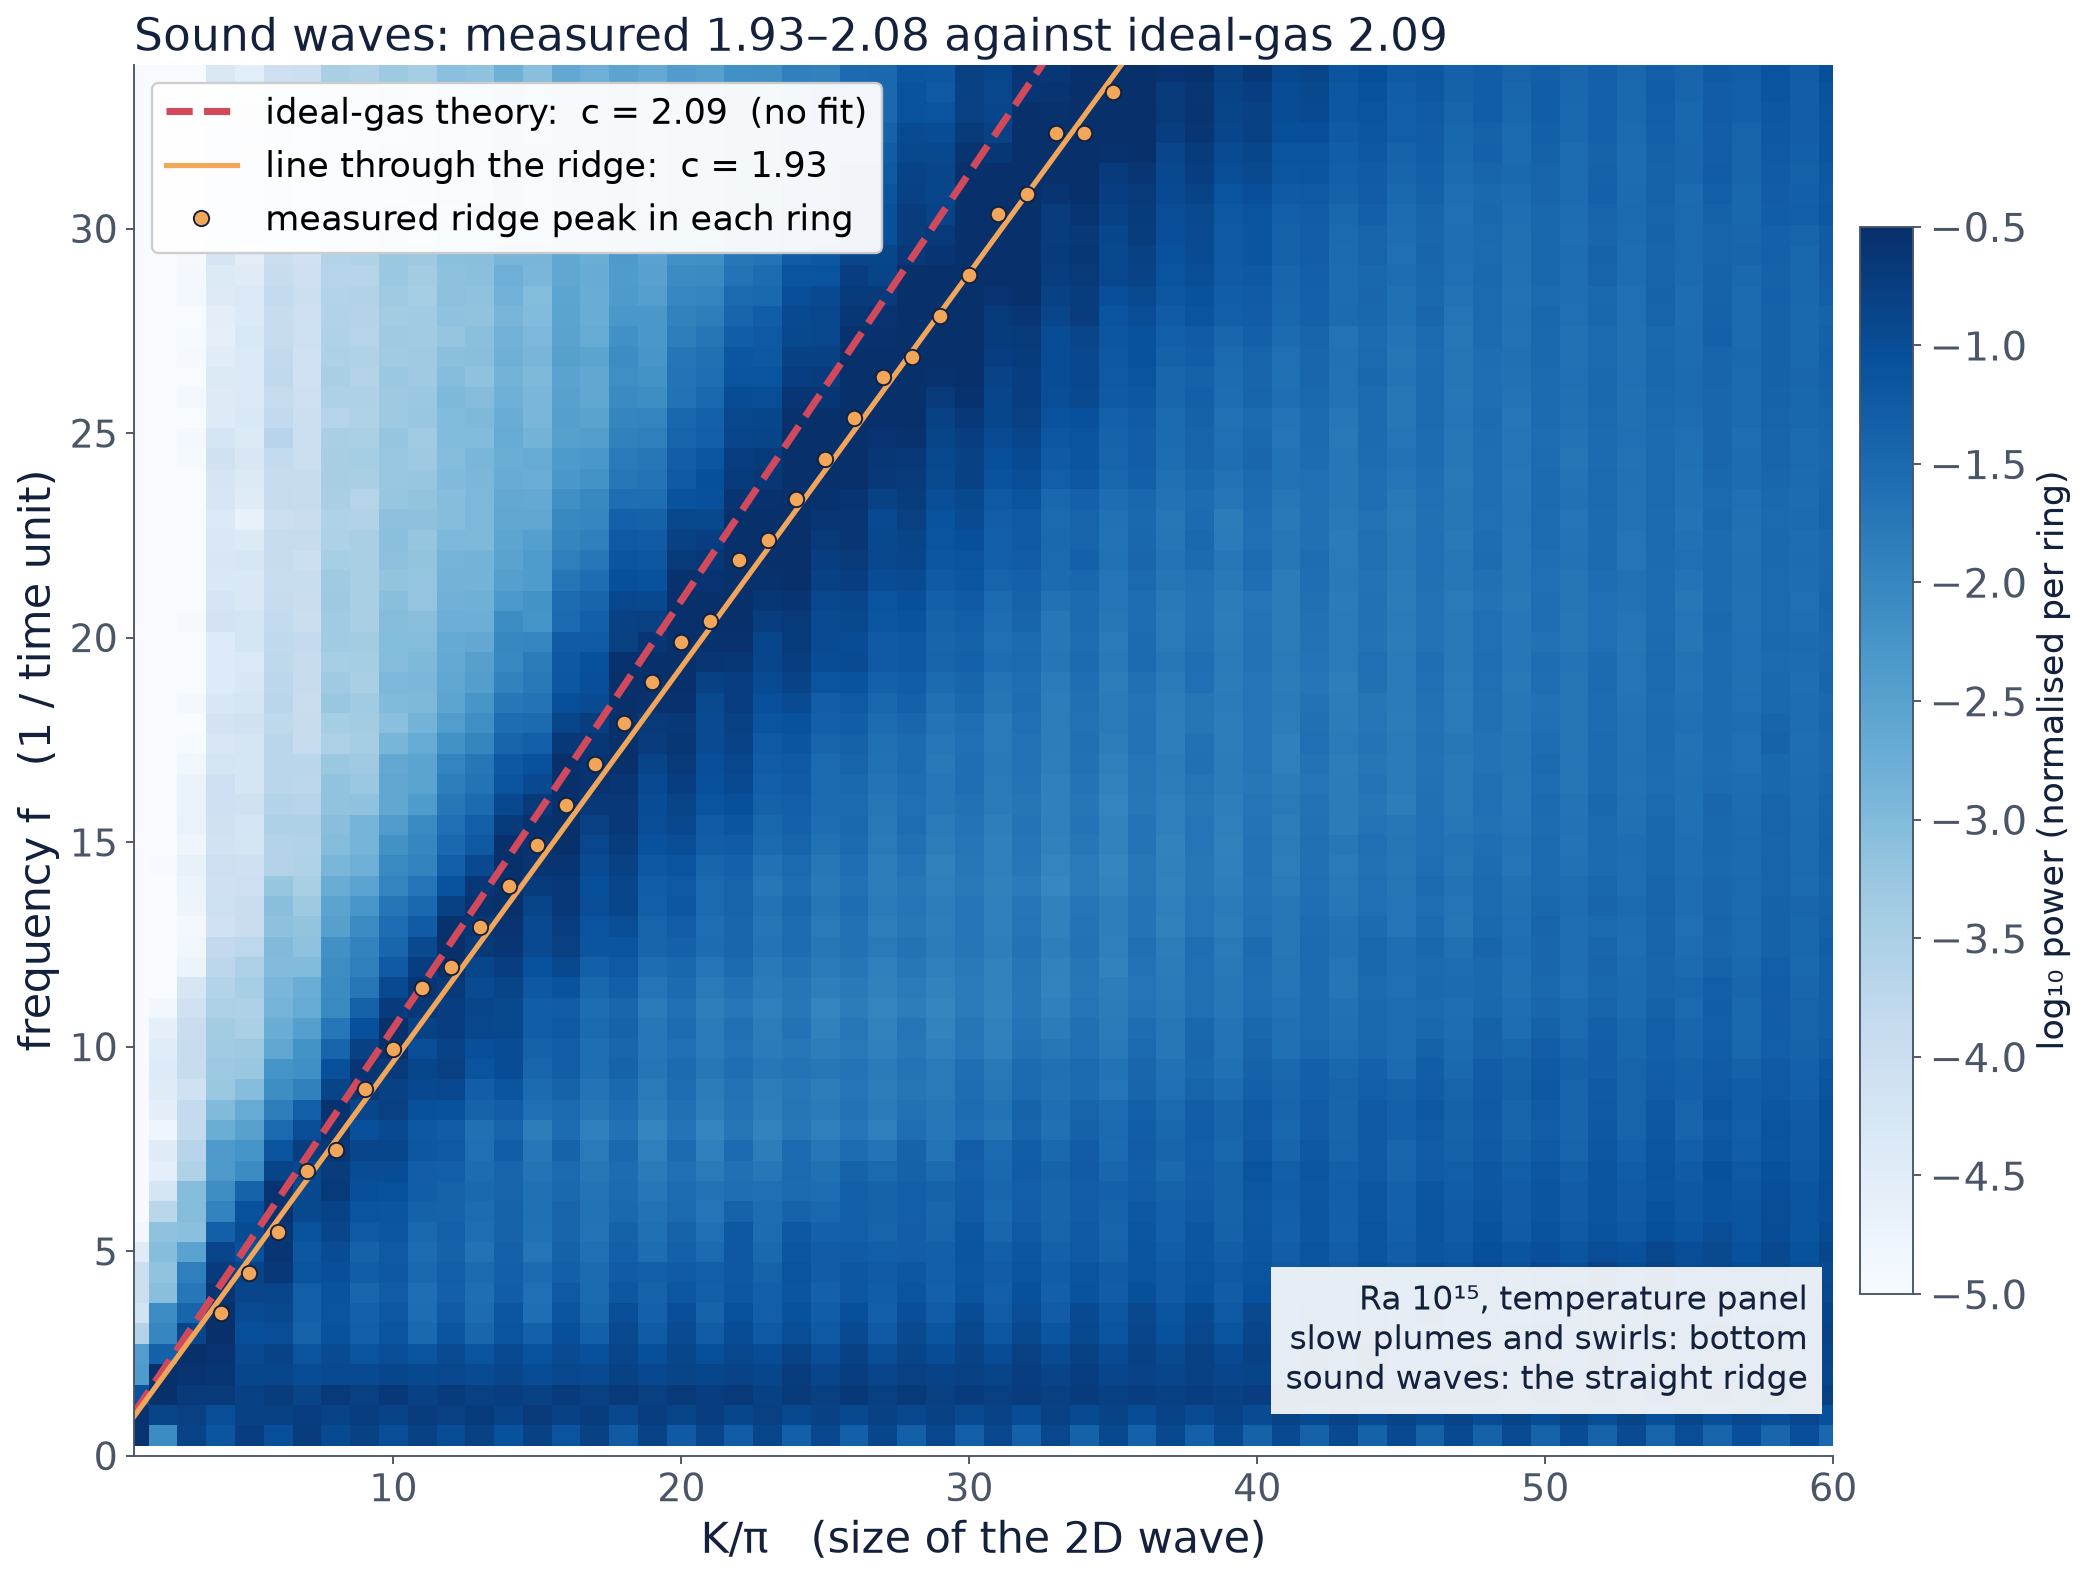 Sound waves: measured 1.93–2.08 against ideal-gas 2.09
ideal-gas theory:  c = 2.09  (no fit)
line through the ridge:  c = 1.93
measured ridge peak in each ring
frequency f   (1 / time unit)
30
25
20
15
10
5
0
10
20
30
40
50
60
K/π   (size of the 2D wave)
Ra 10¹⁵, temperature panel
slow plumes and swirls: bottom
sound waves: the straight ridge
−0.5
−1.0
−1.5
−2.0
−2.5
−3.0
−3.5
−4.0
−4.5
−5.0
log₁₀ power (normalised per ring)